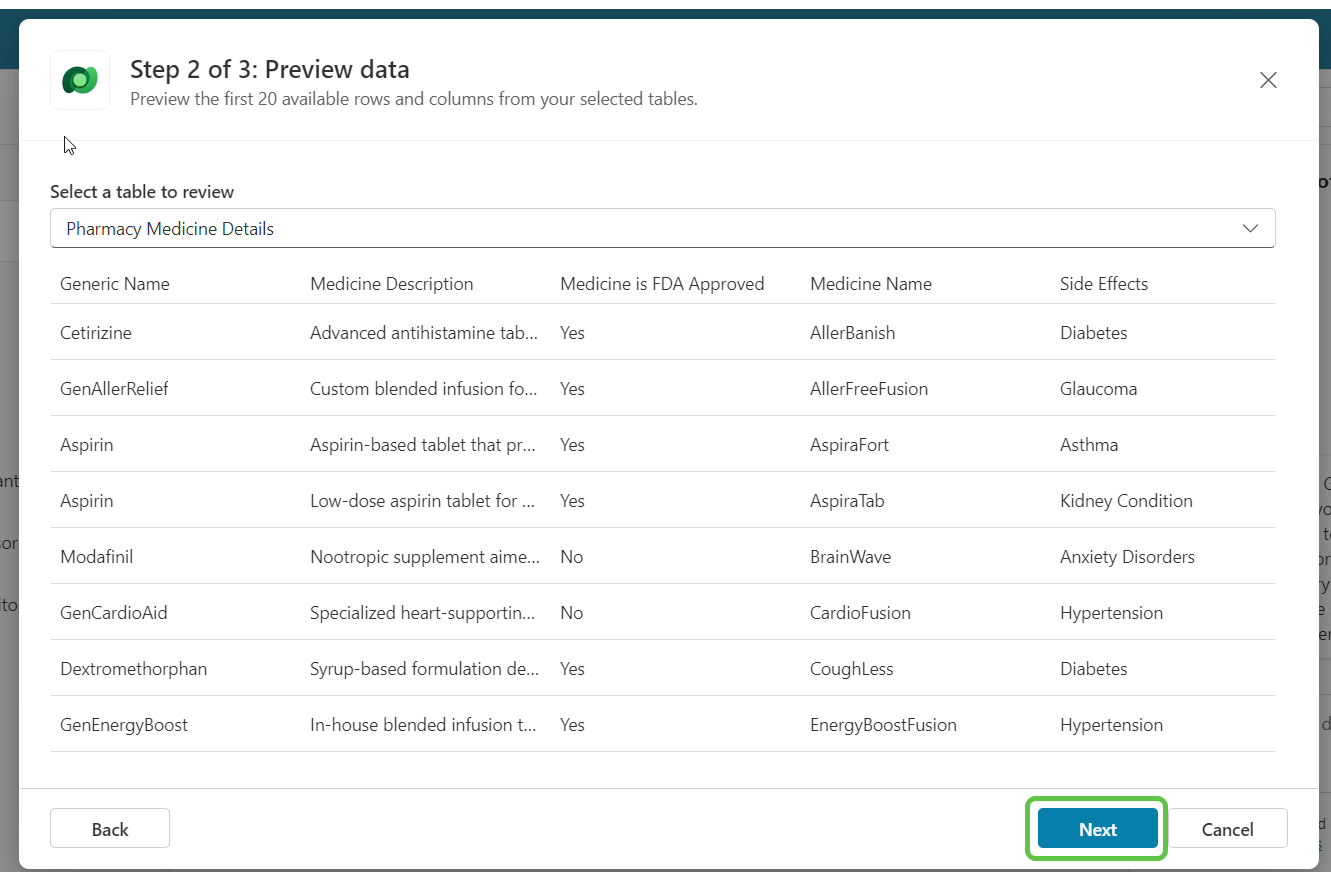 Step 2 of 3: Preview data
Preview the first 20 available rows and columns from your selected tables.
Select a table to review
Pharmacy Medicine Details
Generic Name Medicine Description Medicine is FDA Approved Medicine Name Side Effects
Cetirizine Advanced antihistamine tab... Yes AllerBanish Diabetes
GenAllerRelief Custom blended infusion fo... Yes AllerFreeFusion Glaucoma
Aspirin Aspirin-based tablet that pr... Yes AspiraFort Asthma
Aspirin Low-dose aspirin tablet for ... Yes AspiraTab Kidney Condition
Modafinil Nootropic supplement aime... No BrainWave Anxiety Disorders
GenCardioAid Specialized heart-supportin... No CardioFusion Hypertension
Dextromethorphan Syrup-based formulation de... Yes CoughLess Diabetes
GenEnergyBoost In-house blended infusion t... Yes EnergyBoostFusion Hypertension
Back Next Cancel